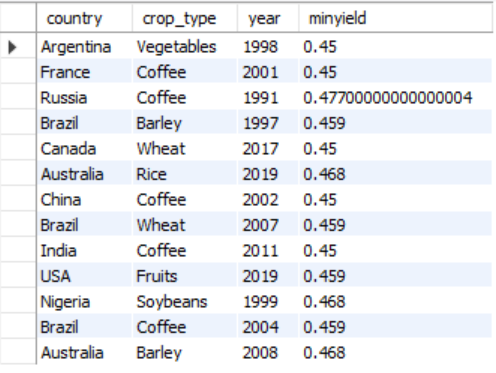 country crop_type year minyield
Argentina Vegetables 1998 0.45
France Coffee 2001 0.45
Russia Coffee 1991 0.47700000000000004
Brazil Barley 1997 0.459
Canada Wheat 2017 0.45
Australia Rice 2019 0.468
China Coffee 2002 0.45
Brazil Wheat 2007 0.459
India Coffee 2011 0.45
USA Fruits 2019 0.459
Nigeria Soybeans 1999 0.468
Brazil Coffee 2004 0.459
Australia Barley 2008 0.468